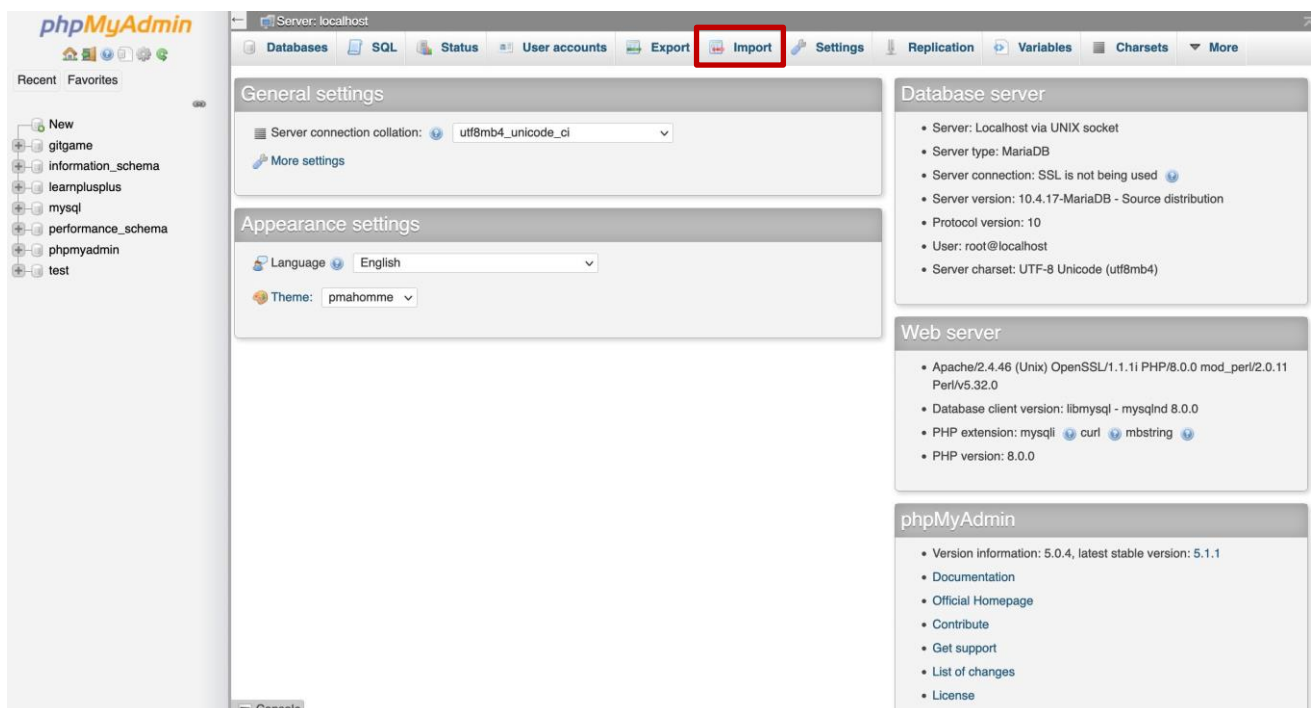 phpMyAdmin
Recent Favorites
New
gitgame
information_schema
learnplusplus
mysql
performance_schema
phpmyadmin
test
Server: localhost
Databases SQL Status User accounts Export Import Settings Replication Variables Charsets More
General settings
Server connection collation: utf8mb4_unicode_ci
More settings
Appearance settings
Language English
Theme: pmahomme
Database server
Server: Localhost via UNIX socket
Server type: MariaDB
Server connection: SSL is not being used
Server version: 10.4.17-MariaDB - Source distribution
Protocol version: 10
User: root@localhost
Server charset: UTF-8 Unicode (utf8mb4)
Web server
Apache/2.4.46 (Unix) OpenSSL/1.1.1i PHP/8.0.0 mod_perl/2.0.11
Perl/v5.32.0
Database client version: libmysql - mysqlnd 8.0.0
PHP extension: mysqli curl mbstring
PHP version: 8.0.0
phpMyAdmin
Version information: 5.0.4, latest stable version: 5.1.1
Documentation
Official Homepage
Contribute
Get support
List of changes
License
Console